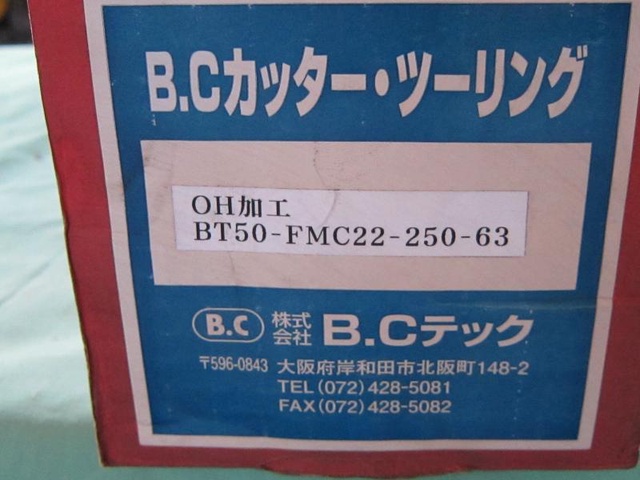 B.Cカッター・ツーリング
OH加工
BT50-FMC22-250-63
B.C 株式会社 B.Cテック
〒596-0843 大阪府岸和田市北阪町148-2
TEL(072)428-5081
FAX(072)428-5082